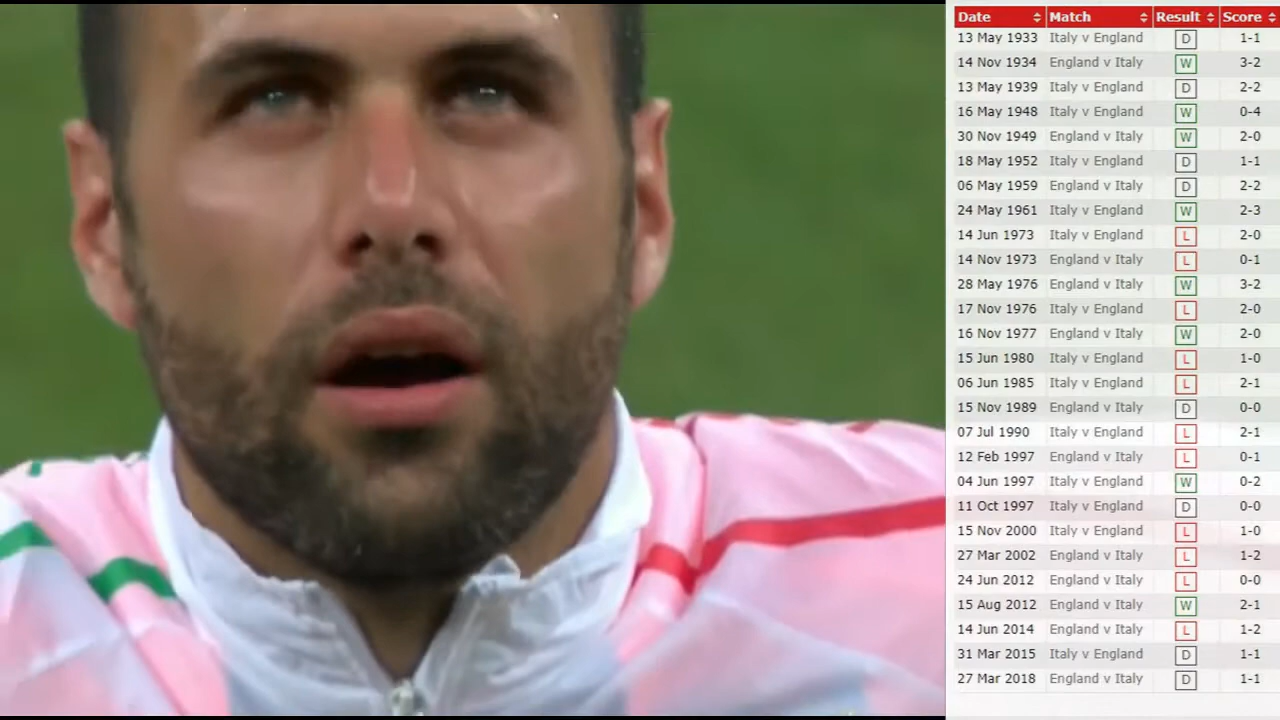 Date Match Result Score
13 May 1933 Italy v England D 1-1
14 Nov 1934 England v Italy W 3-2
13 May 1939 Italy v England D 2-2
16 May 1948 Italy v England W 0-4
30 Nov 1949 England v Italy W 2-0
18 May 1952 Italy v England D 1-1
06 May 1959 England v Italy D 2-2
24 May 1961 Italy v England W 2-3
14 Jun 1973 Italy v England L 2-0
14 Nov 1973 England v Italy L 0-1
28 May 1976 England v Italy W 3-2
17 Nov 1976 Italy v England L 2-0
16 Nov 1977 England v Italy W 2-0
15 Jun 1980 Italy v England L 1-0
06 Jun 1985 Italy v England L 2-1
15 Nov 1989 England v Italy D 0-0
07 Jul 1990 Italy v England L 2-1
12 Feb 1997 England v Italy L 0-1
04 Jun 1997 Italy v England W 0-2
11 Oct 1997 Italy v England D 0-0
15 Nov 2000 Italy v England L 1-0
27 Mar 2002 England v Italy L 1-2
24 Jun 2012 England v Italy L 0-0
15 Aug 2012 England v Italy W 2-1
14 Jun 2014 England v Italy L 1-2
31 Mar 2015 Italy v England D 1-1
27 Mar 2018 England v Italy D 1-1